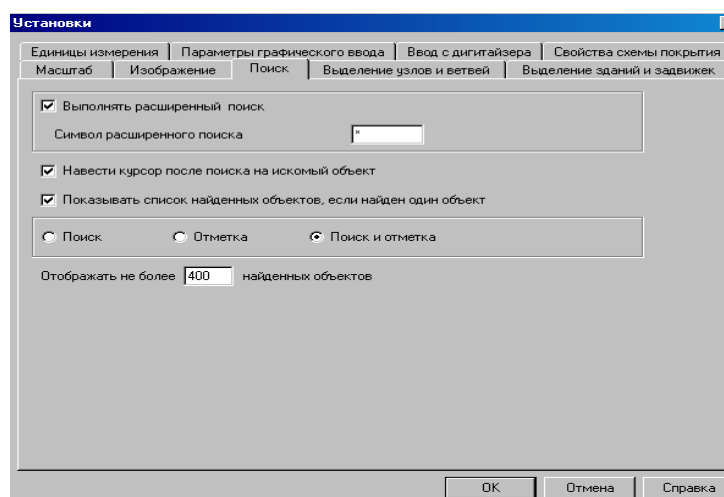 Установки
Единицы измерения Параметры графического ввода Ввод с дигитайзера Свойства схемы покрытия
Масштаб Изображение Поиск Выделение узлов и ветвей Выделение зданий и задвижек
Выполнять расширенный поиск
Символ расширенного поиска *
Навести курсор после поиска на искомый объект
Показывать список найденных объектов, если найден один объект
Поиск Отметка Поиск и отметка
Отображать не более 400 найденных объектов
OK Отмена Справка